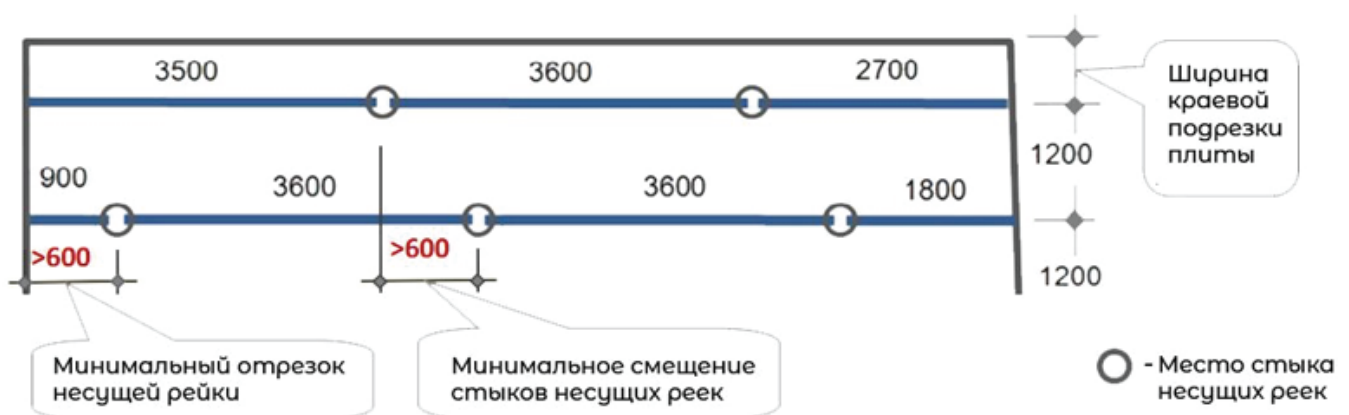 3500
3600
2700
Ширина
краевой
подрезки
плиты
1200
900
3600
3600
1800
>600
>600
1200
Минимальный отрезок
несущей рейки
Минимальное смещение
стыков несущих реек
- Место стыка
несущих реек